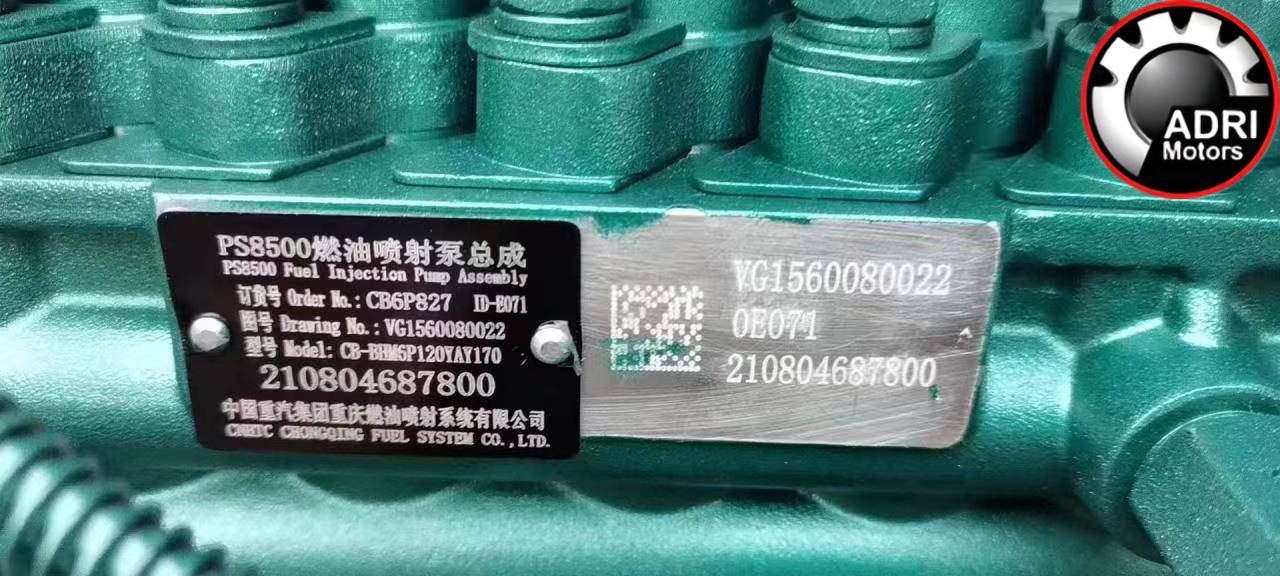 PS8500燃油喷射泵总成
PS8500 Fuel Injection Pump Assembly
订货号 Order No.: CB6P827 ID-E071
图号 Drawing No.: VG1560080022
型号 Model: CB-BHM6P120YAY170
210804687800
中国重汽集团重庆燃油喷射系统有限公司
CNHTC CHONGQING FUEL SYSTEM CO.,LTD.
VG1560080022
0E071
210804687800
ADRI
Motors